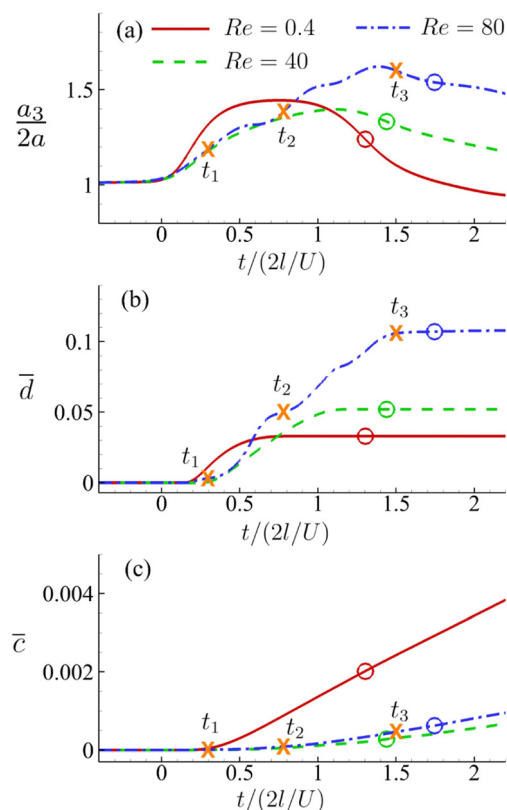 (a)
Re = 0.4
Re = 80
Re = 40
1.5
1
a₃/2a
t₁
t₂
t₃
0 0.5 1 1.5 2
t/(2l/U)
(b)
0.1
0.05
0
d̅
t₁
t₂
t₃
0 0.5 1 1.5 2
t/(2l/U)
(c)
0.004
0.002
0
c̅
t₁
t₂
t₃
0 0.5 1 1.5 2
t/(2l/U)